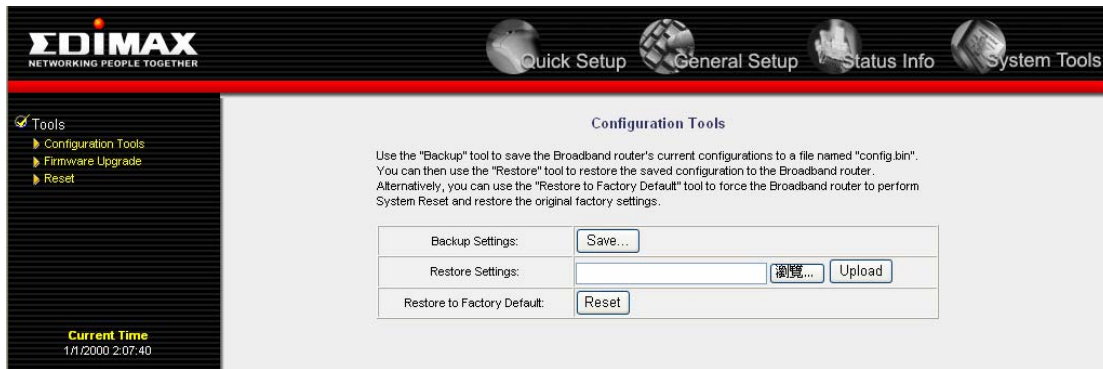 EDIMAX
NETWORKING PEOPLE TOGETHER
Quick Setup
General Setup
Status Info
System Tools
Tools
Configuration Tools
Firmware Upgrade
Reset
Current Time
1/1/2000 2:07:40
Configuration Tools
Use the "Backup" tool to save the Broadband router's current configurations to a file named "config.bin".
You can then use the "Restore" tool to restore the saved configuration to the Broadband router.
Alternatively, you can use the "Restore to Factory Default" tool to force the Broadband router to perform
System Reset and restore the original factory settings.
Backup Settings: Save...
Restore Settings: 瀏覽... Upload
Restore to Factory Default: Reset